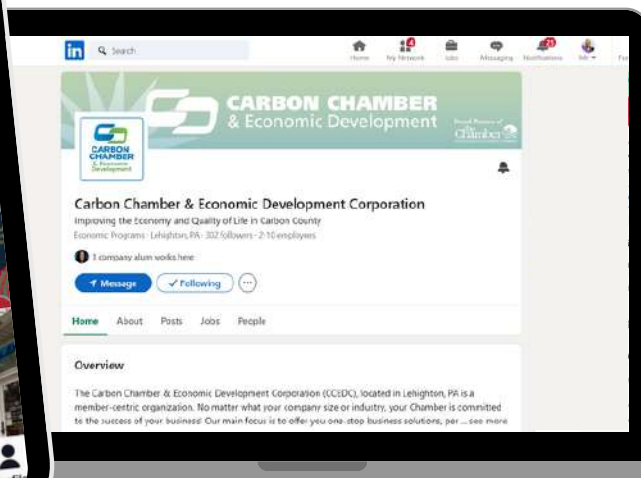 in
Search
4
21
Home My Network Jobs Messaging Notifications Me
CARBON CHAMBER
& Economic Development
Chamber
CARBON
CHAMBER
& Economic
Development
Carbon Chamber & Economic Development Corporation
Improving the Economy and Quality of Life in Carbon County
Economic Programs · Lehighton, PA · 302 followers · 2-10 employees
1 company alum works here
Message
Following
Home About Posts Jobs People
Overview
The Carbon Chamber & Economic Development Corporation (CCEDC), located in Lehighton, PA is a
member-centric organization. No matter what your company size or industry, your Chamber is committed
to the success of your business. Our main focus is to offer you one-stop business solutions, per ... see more